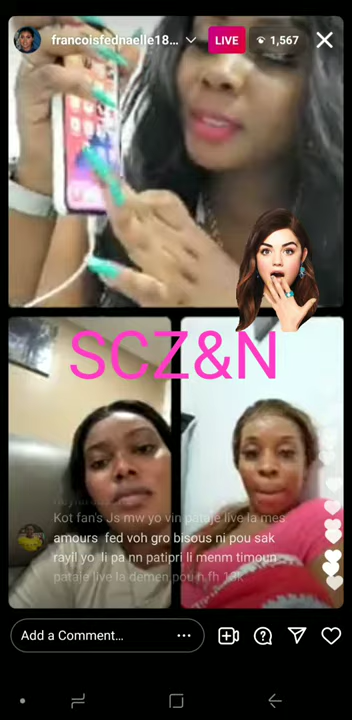 francoisfednaelle18...
LIVE
1,567
SCZ&N
Kot fan's Js mw yo vin pataje live la mes
amours fed voh gro bisous ni pou sak
rayil yo li pa nn patipri li menm timoun
pataje live la demen pou n fh
Add a Comment...